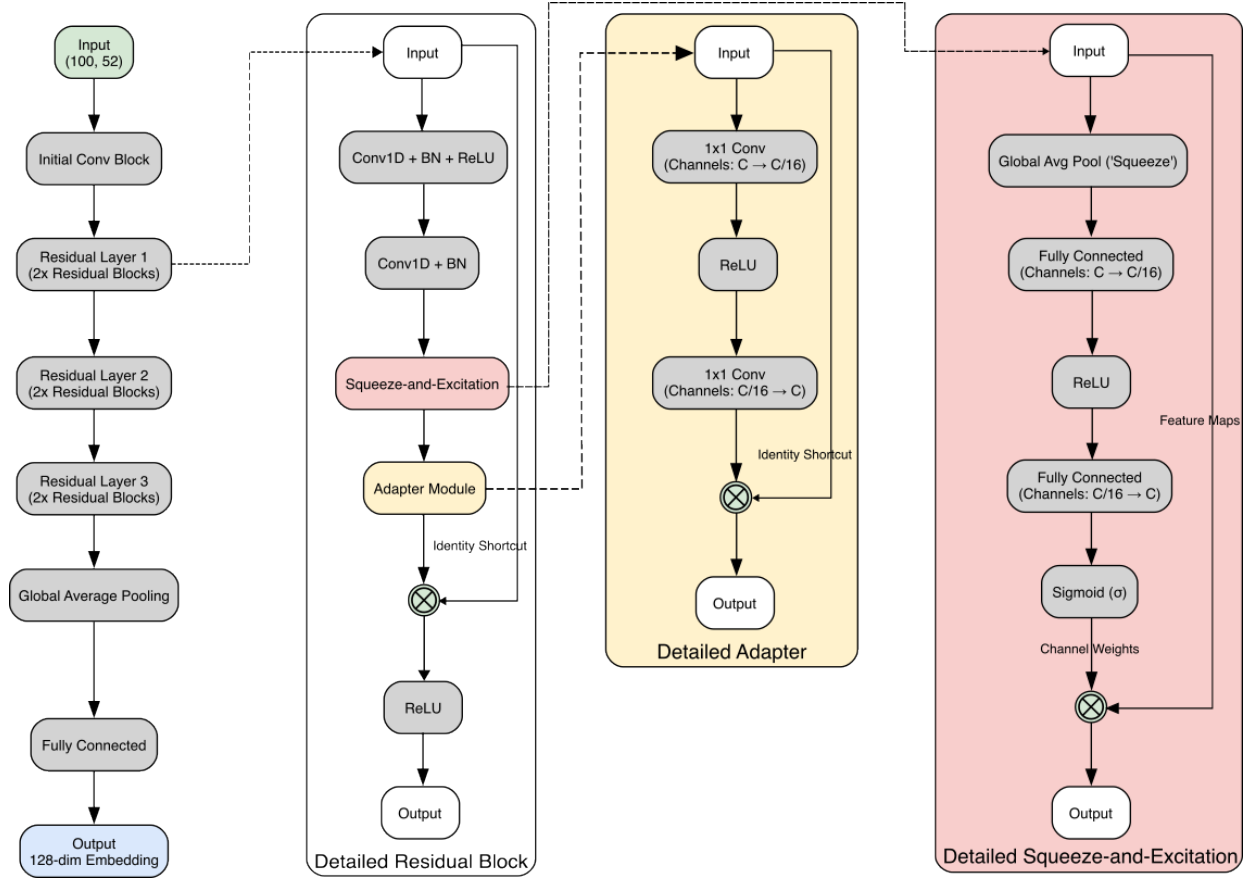 Input
(100, 52)
Initial Conv Block
Residual Layer 1
(2x Residual Blocks)
Residual Layer 2
(2x Residual Blocks)
Residual Layer 3
(2x Residual Blocks)
Global Average Pooling
Fully Connected
Output
128-dim Embedding
Input
Conv1D + BN + ReLU
Conv1D + BN
Squeeze-and-Excitation
Adapter Module
Identity Shortcut
ReLU
Output
Detailed Residual Block
Input
1x1 Conv
(Channels: C → C/16)
ReLU
1x1 Conv
(Channels: C/16 → C)
Identity Shortcut
Output
Detailed Adapter
Input
Global Avg Pool ('Squeeze')
Fully Connected
(Channels: C → C/16)
ReLU
Feature Maps
Fully Connected
(Channels: C/16 → C)
Sigmoid (σ)
Channel Weights
Output
Detailed Squeeze-and-Excitation